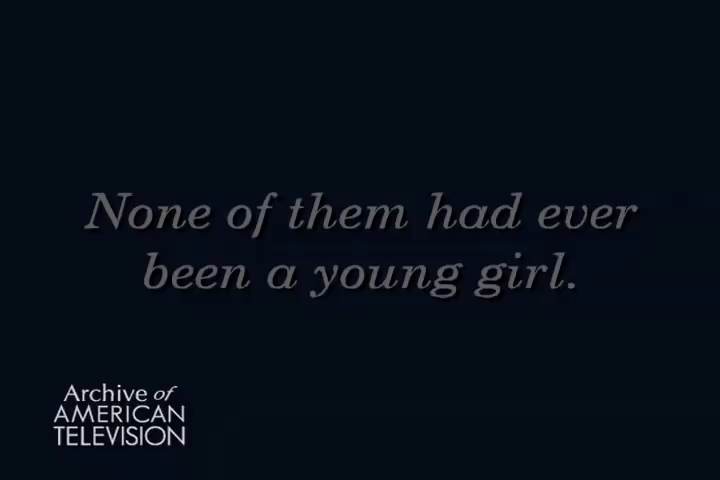 None of them had ever
been a young girl.
Archive of
AMERICAN
TELEVISION